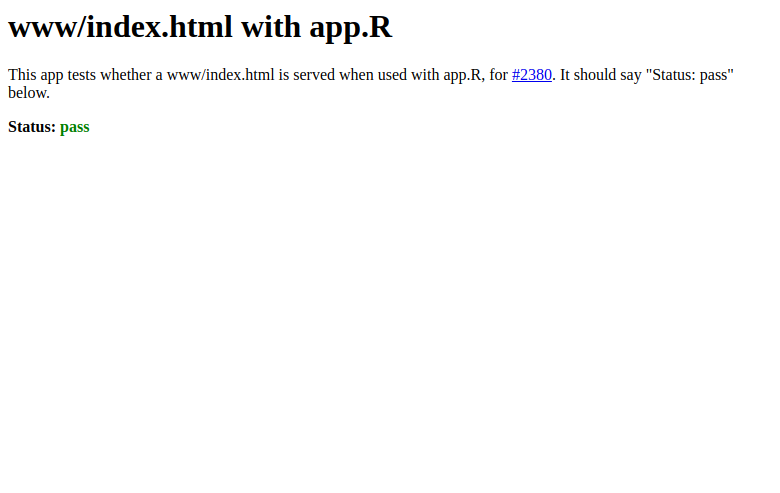 www/index.html with app.R
This app tests whether a www/index.html is served when used with app.R, for #2380. It should say "Status: pass"
below.
Status: pass